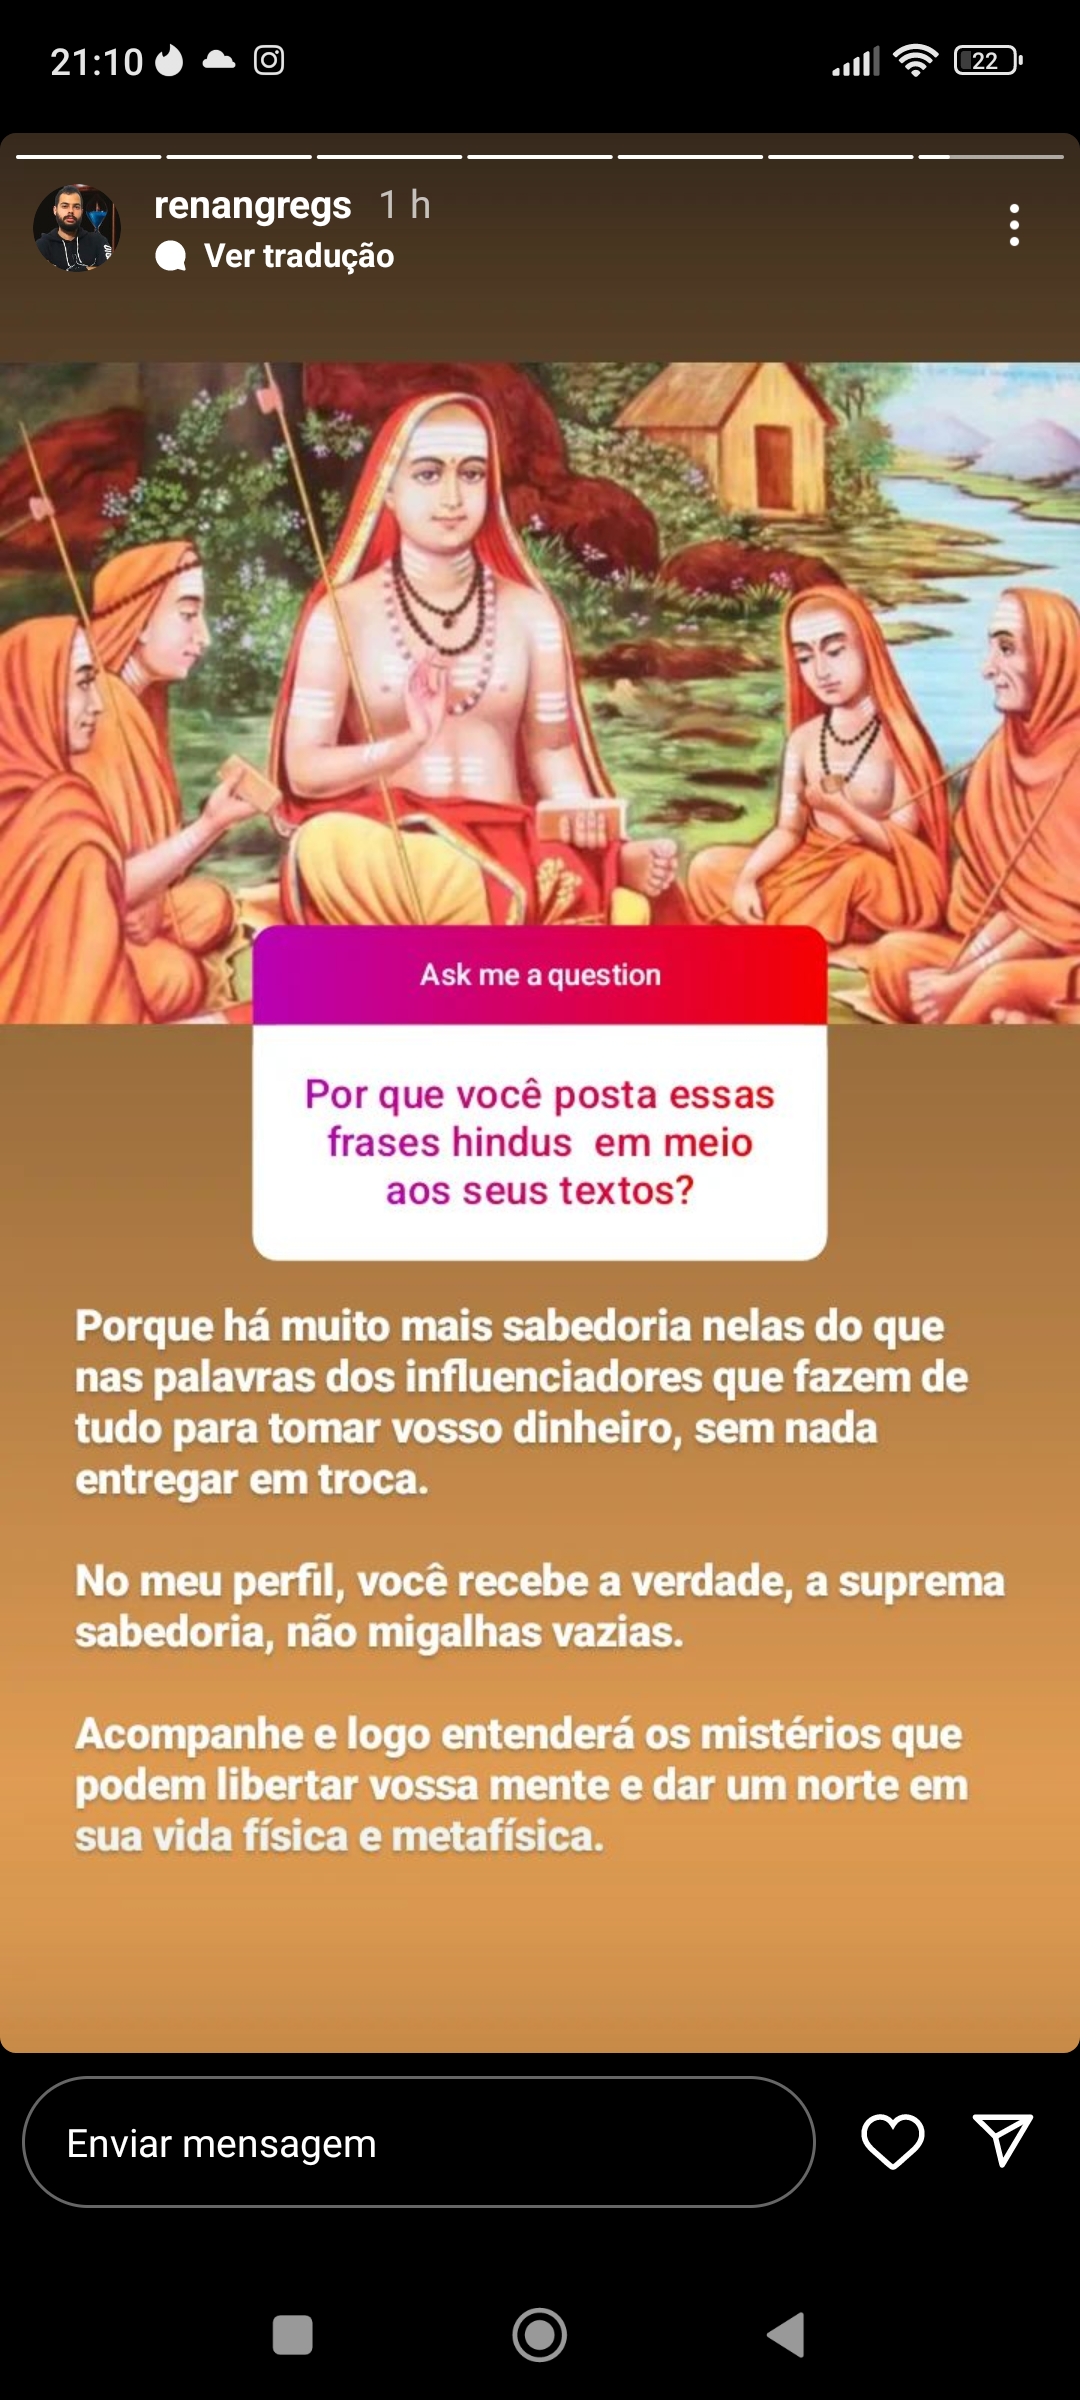 21:10
22
renangregs 1 h
Ver tradução
Ask me a question
Por que você posta essas
frases hindus em meio
aos seus textos?
Porque há muito mais sabedoria nelas do que
nas palavras dos influenciadores que fazem de
tudo para tomar vosso dinheiro, sem nada
entregar em troca.
No meu perfil, você recebe a verdade, a suprema
sabedoria, não migalhas vazias.
Acompanhe e logo entenderá os mistérios que
podem libertar vossa mente e dar um norte em
sua vida física e metafísica.
Enviar mensagem